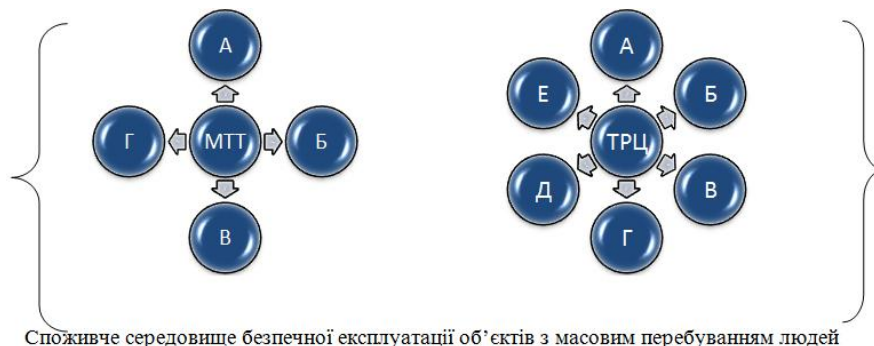 А
А
Е
Б
Г
МТТ
Б
ТРЦ
Д
В
В
Г
Споживче середовище безпечної експлуатації об’єктів з масовим перебуванням людей